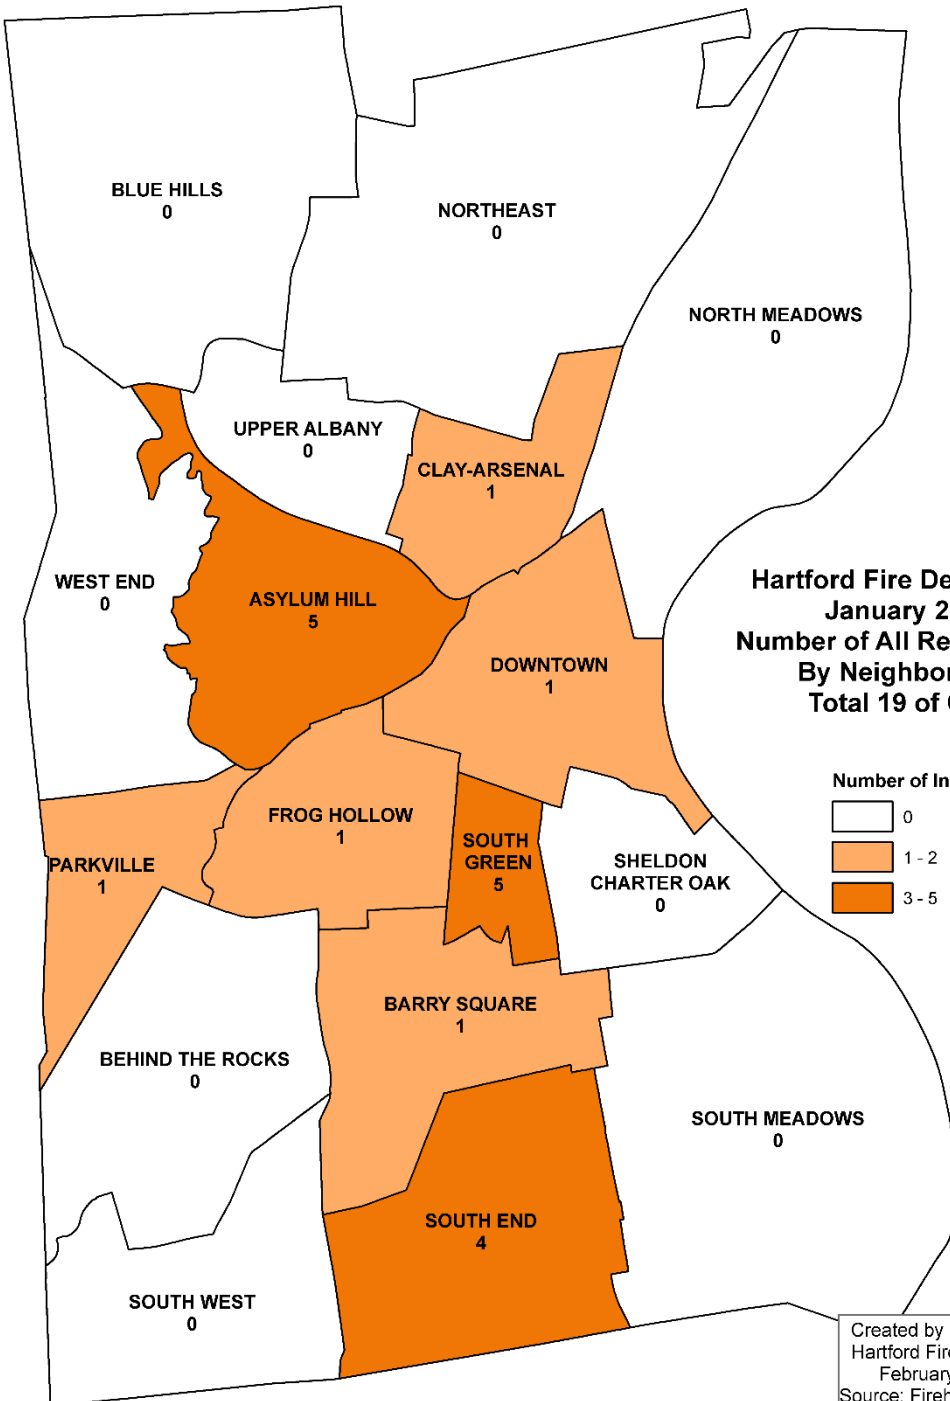 BLUE HILLS
0
NORTHEAST
0
NORTH MEADOWS
0
UPPER ALBANY
0
CLAY-ARSENAL
1
WEST END
0
ASYLUM HILL
5
DOWNTOWN
1
Hartford Fire De
January 2
Number of All Re
By Neighbor
Total 19 of
Number of In
0
1 - 2
3 - 5
FROG HOLLOW
1
SOUTH
GREEN
5
PARKVILLE
1
SHELDON
CHARTER OAK
0
BARRY SQUARE
1
BEHIND THE ROCKS
0
SOUTH MEADOWS
0
SOUTH END
4
SOUTH WEST
0
Created by
Hartford Fire
February
Source: Fireh